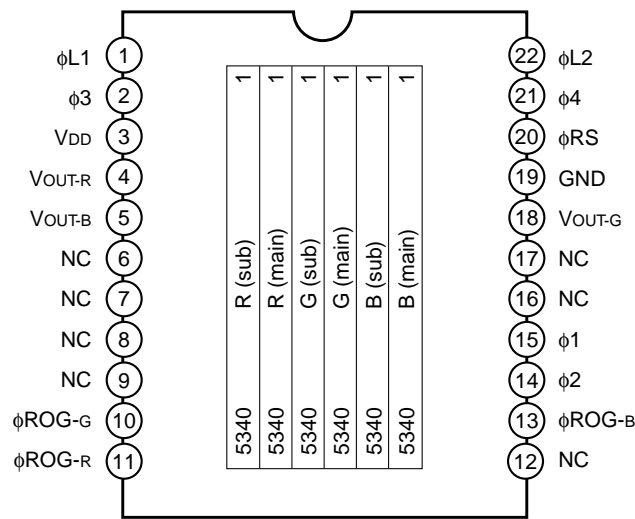 φL1 1
φ3 2
VDD 3
VOUT-R 4
VOUT-B 5
NC 6
NC 7
NC 8
NC 9
φROG-G 10
φROG-R 11
5340 R (sub) 1
5340 R (main) 1
5340 G (sub) 1
5340 G (main) 1
5340 B (sub) 1
5340 B (main) 1
22 φL2
21 φ4
20 φRS
19 GND
18 VOUT-G
17 NC
16 NC
15 φ1
14 φ2
13 φROG-B
12 NC